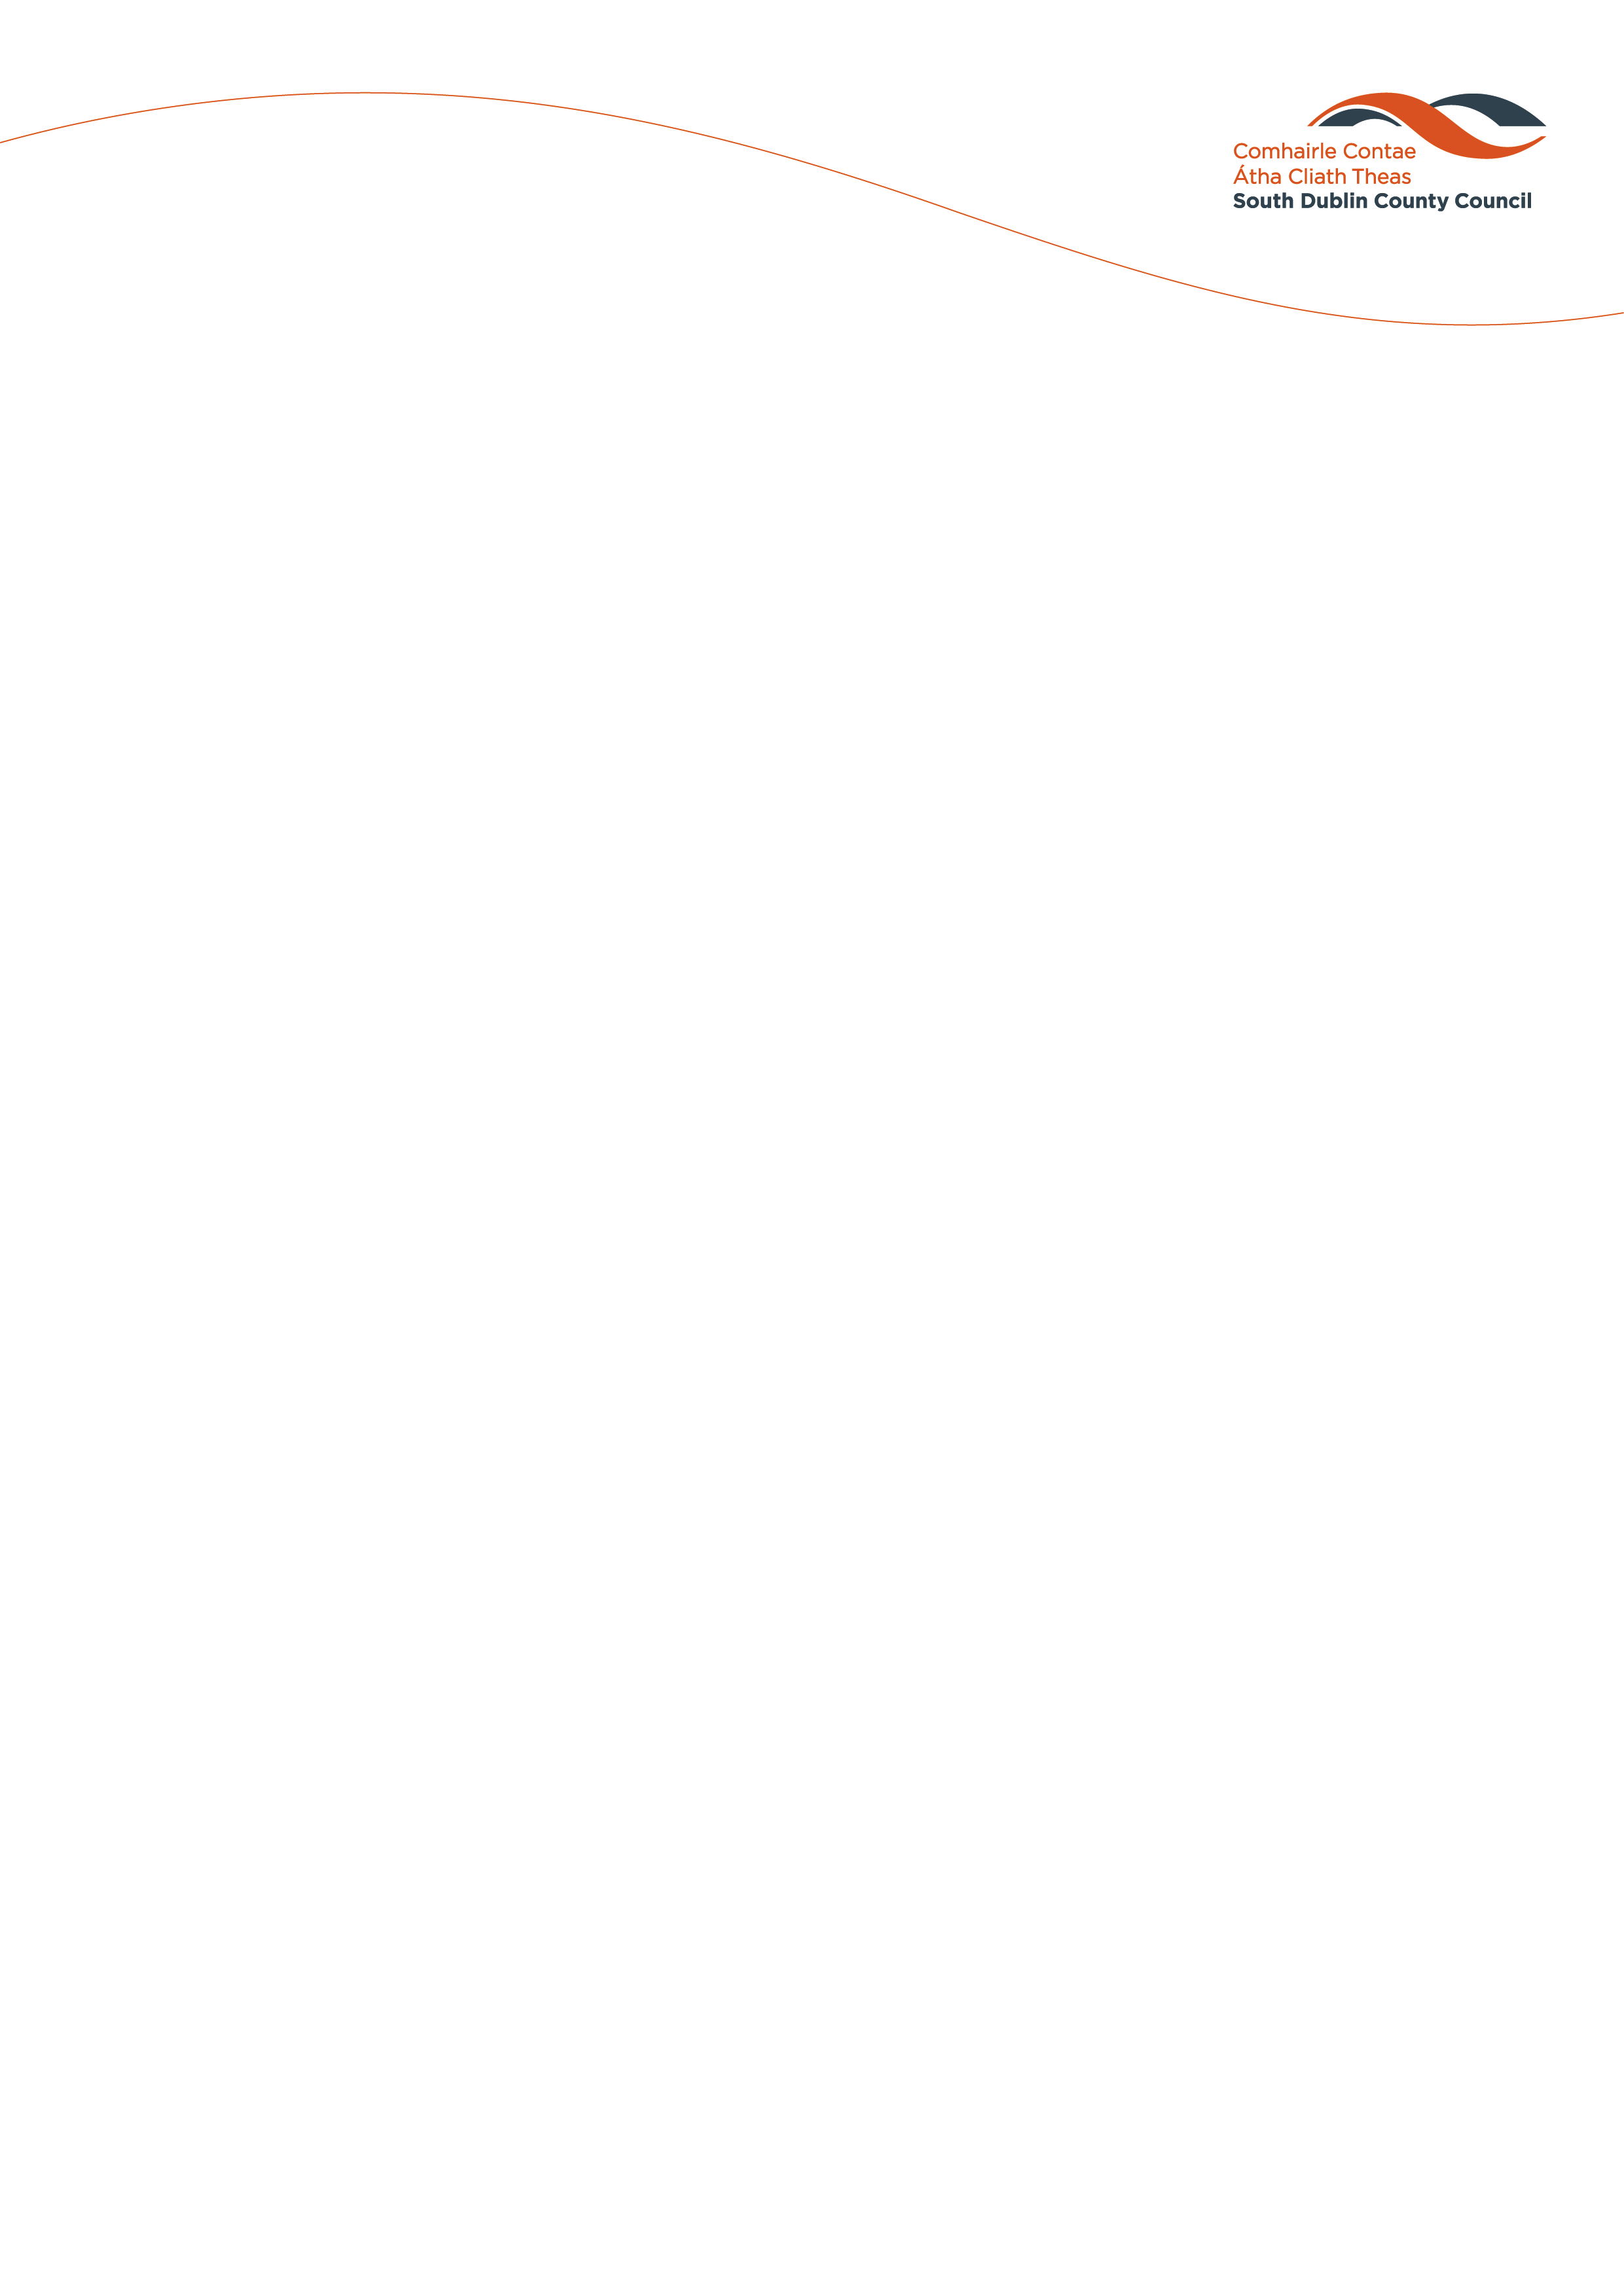 Comhairle Contae
Átha Cliath Theas
South Dublin County Council